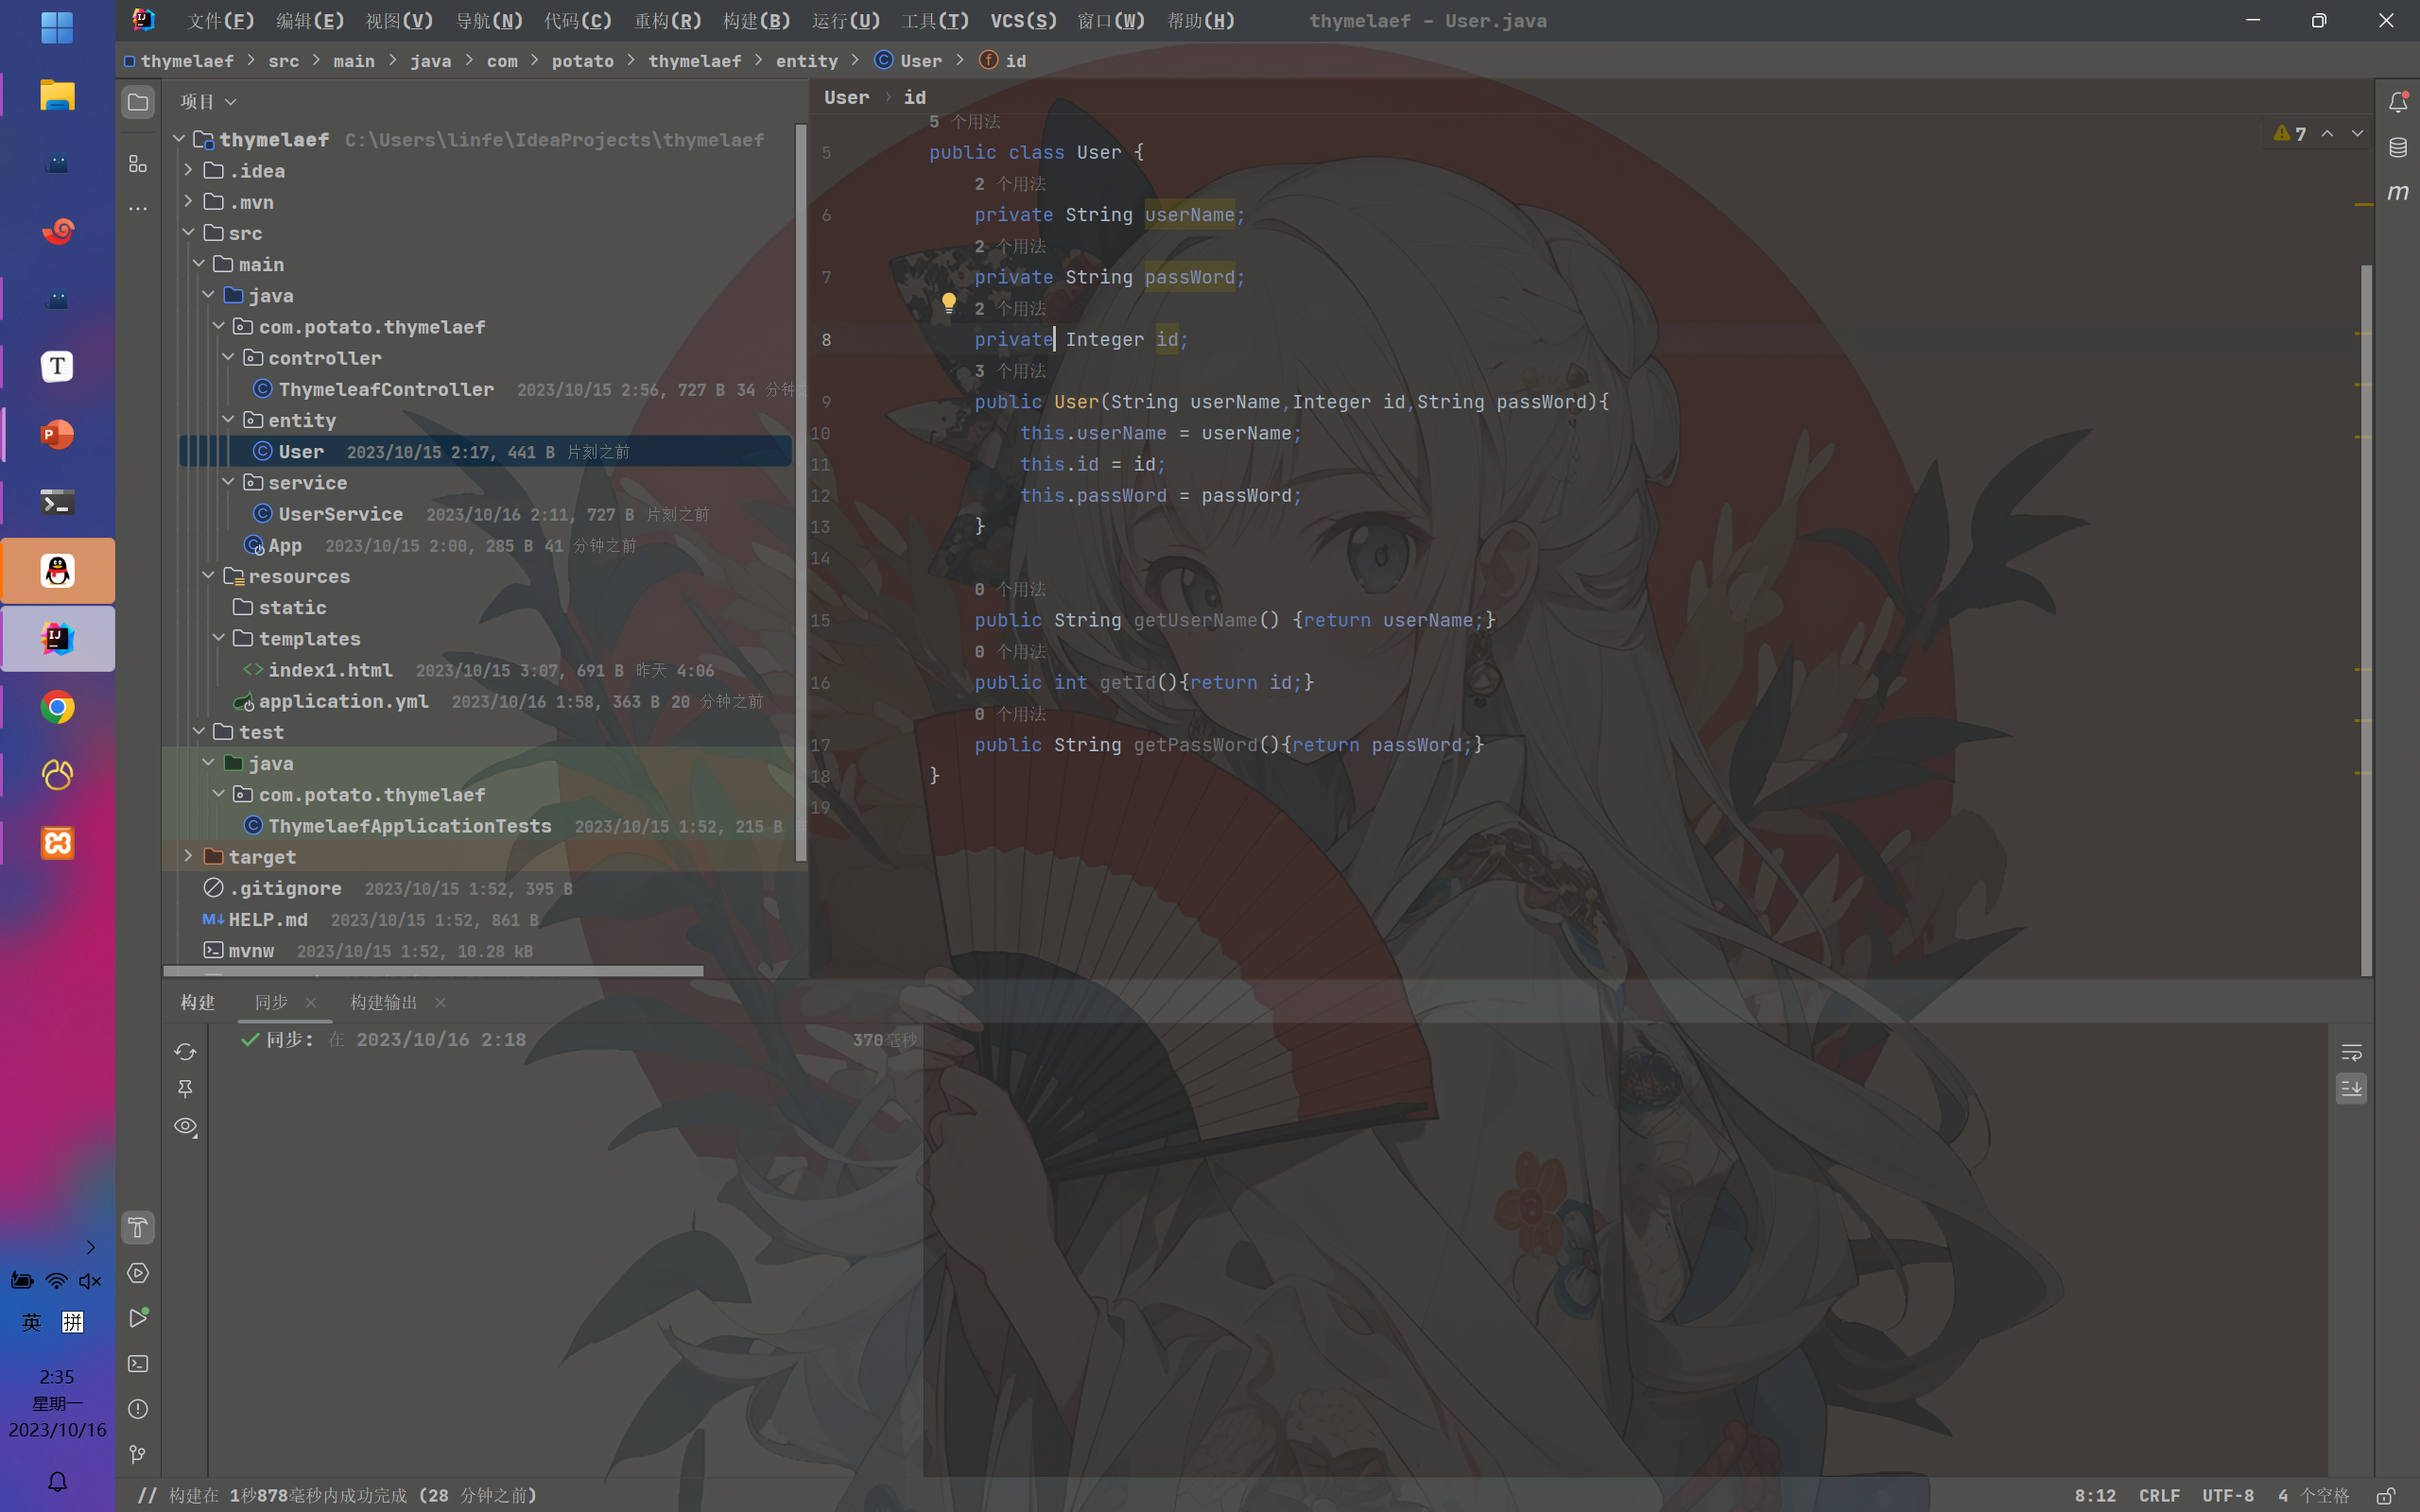 文件(F) 编辑(E) 视图(V) 导航(N) 代码(C) 重构(R) 构建(B) 运行(U) 工具(T) VCS(S) 窗口(W) 帮助(H) thymelaef - User.java
thymelaef > src > main > java > com > potato > thymelaef > entity > User > id
项目
thymelaef C:\Users\linfe\IdeaProjects\thymelaef
.idea
.mvn
src
main
java
com.potato.thymelaef
controller
ThymeleafController 2023/10/15 2:56, 727 B 34 分钟之
entity
User 2023/10/15 2:17, 441 B 片刻之前
service
UserService 2023/10/16 2:11, 727 B 片刻之前
App 2023/10/15 2:00, 285 B 41 分钟之前
resources
static
templates
index1.html 2023/10/15 3:07, 691 B 昨天 4:06
application.yml 2023/10/16 1:58, 363 B 20 分钟之前
test
java
com.potato.thymelaef
ThymelaefApplicationTests 2023/10/15 1:52, 215 B
target
.gitignore 2023/10/15 1:52, 395 B
HELP.md 2023/10/15 1:52, 861 B
mvnw 2023/10/15 1:52, 10.28 kB
User > id
7
5 个用法
5 public class User {
2 个用法
6 private String userName;
2 个用法
7 private String passWord;
2 个用法
8 private Integer id;
3 个用法
9 public User(String userName,Integer id,String passWord){
10 this.userName = userName;
11 this.id = id;
12 this.passWord = passWord;
13 }
14
0 个用法
15 public String getUserName() {return userName;}
0 个用法
16 public int getId(){return id;}
0 个用法
17 public String getPassWord(){return passWord;}
18 }
19
构建 同步 构建输出
同步: 在 2023/10/16 2:18 370毫秒
英 拼
2:35
星期一
2023/10/16
// 构建在 1秒878毫秒内成功完成 (28 分钟之前) 8:12 CRLF UTF-8 4 个空格